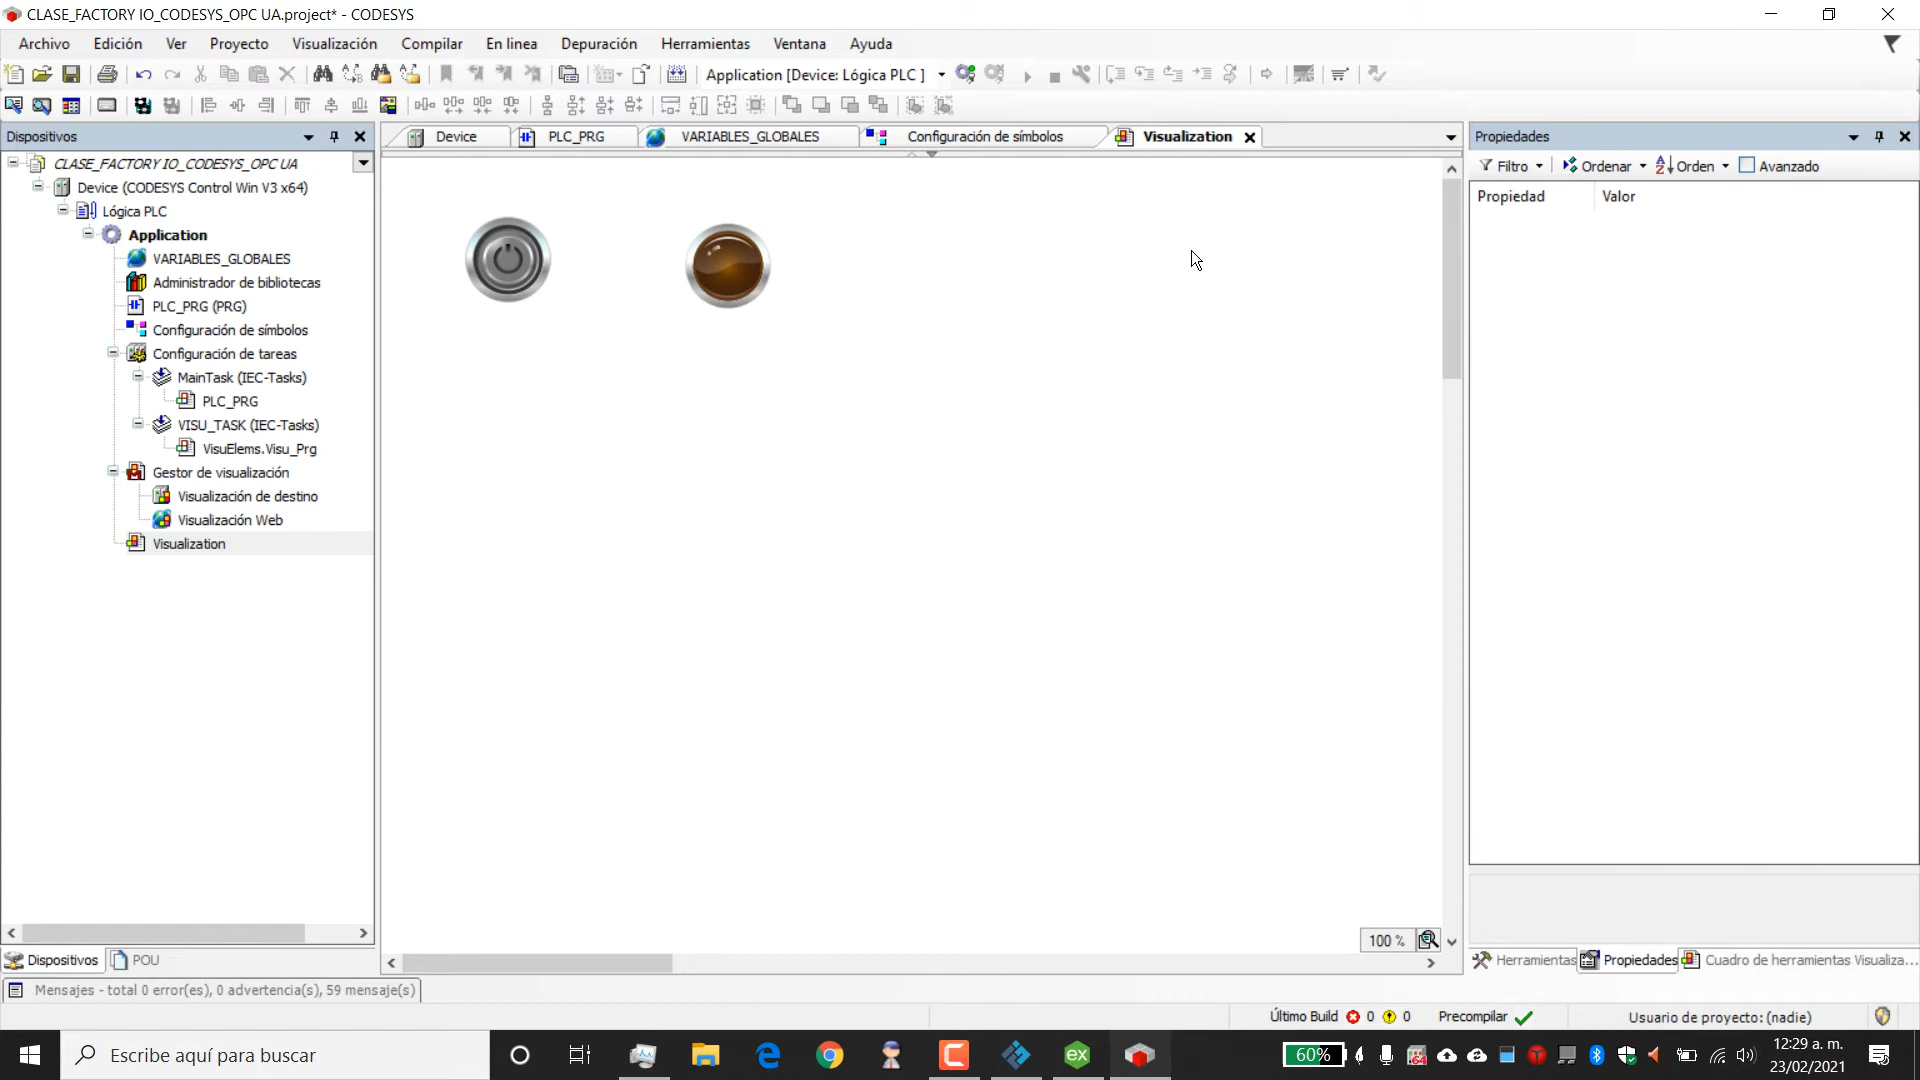 CLASE_FACTORY IO_CODESYS_OPC UA.project* - CODESYS
Archivo Edición Ver Proyecto Visualización Compilar En linea Depuración Herramientas Ventana Ayuda
Application [Device: Lógica PLC ]
Dispositivos
Device PLC_PRG VARIABLES_GLOBALES Configuración de símbolos Visualization
Propiedades
Filtro Ordenar Orden Avanzado
Propiedad Valor
CLASE_FACTORY IO_CODESYS_OPC UA
Device (CODESYS Control Win V3 x64)
Lógica PLC
Application
VARIABLES_GLOBALES
Administrador de bibliotecas
PLC_PRG (PRG)
Configuración de símbolos
Configuración de tareas
MainTask (IEC-Tasks)
PLC_PRG
VISU_TASK (IEC-Tasks)
VisuElems.Visu_Prg
Gestor de visualización
Visualización de destino
Visualización Web
Visualization
100 %
Dispositivos POU
Herramientas Propiedades Cuadro de herramientas Visualiza...
Mensajes - total 0 error(es), 0 advertencia(s), 59 mensaje(s)
Último Build 0 0 Precompilar Usuario de proyecto: (nadie)
Escribe aquí para buscar
60%
64
12:29 a. m.
23/02/2021